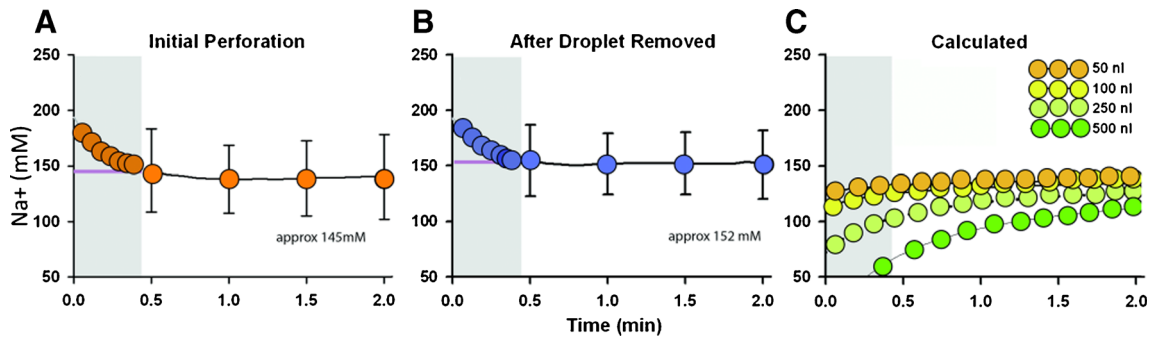 A
Initial Perforation
B
After Droplet Removed
C
Calculated
Na+ (mM)
250
200
150
100
50
approx 145mM
0.0 0.5 1.0 1.5 2.0
250
200
150
100
50
approx 152 mM
0.0 0.5 1.0 1.5 2.0
250
200
150
100
50
50 nl
100 nl
250 nl
500 nl
0.0 0.5 1.0 1.5 2.0
Time (min)